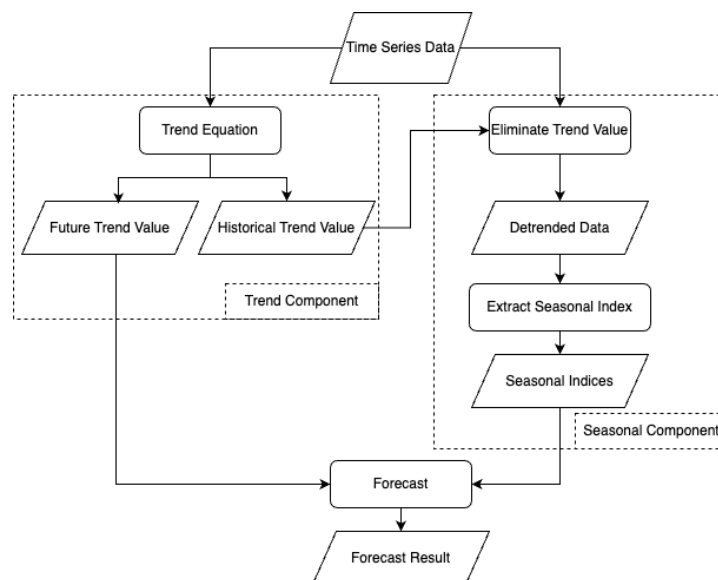 Time Series Data
Trend Equation
Eliminate Trend Value
Future Trend Value
Historical Trend Value
Detrended Data
Trend Component
Extract Seasonal Index
Seasonal Indices
Seasonal Component
Forecast
Forecast Result